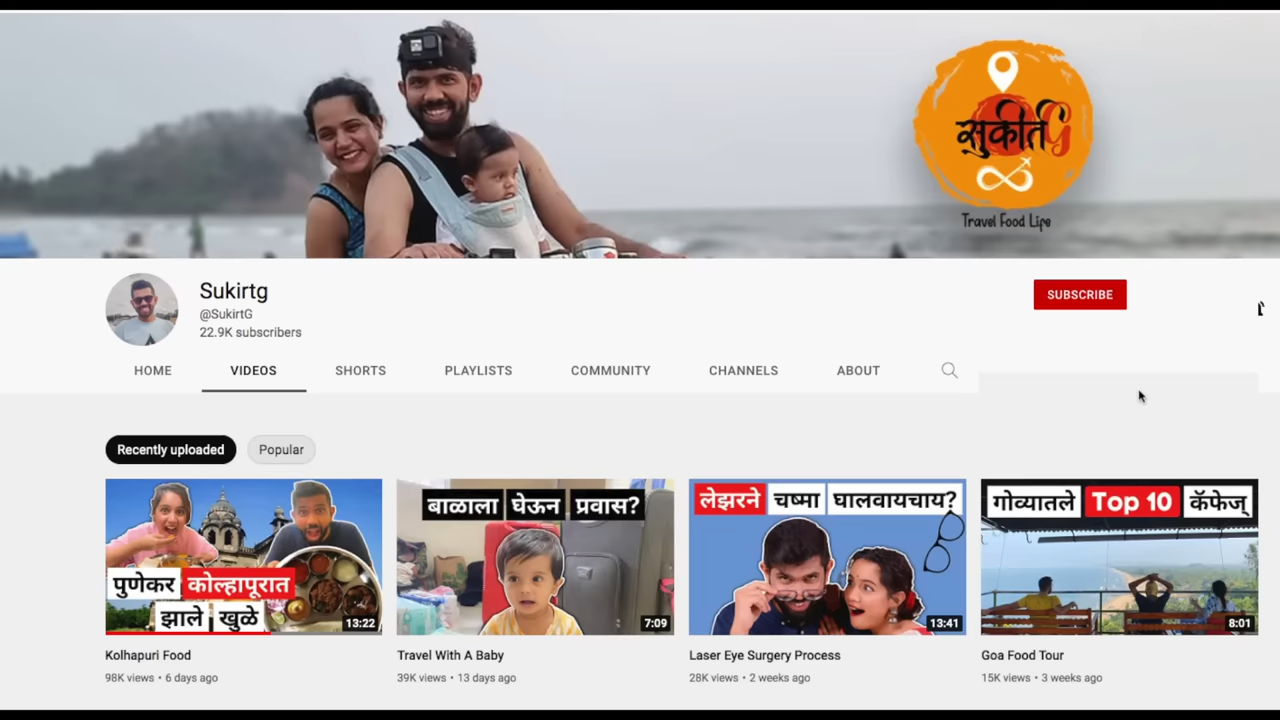 सुकीर्तG
Travel Food Life
Sukirtg
@SukirtG
22.9K subscribers
SUBSCRIBE
HOME VIDEOS SHORTS PLAYLISTS COMMUNITY CHANNELS ABOUT
Recently uploaded Popular
पुणेकर कोल्हापूरात
झाले खुळे
13:22
बाळाला घेऊन प्रवास?
7:09
लेझरने चष्मा घालवायचाय?
13:41
गोव्यातले Top 10 कॅफेज्
8:01
Kolhapuri Food
98K views • 6 days ago
Travel With A Baby
39K views • 13 days ago
Laser Eye Surgery Process
28K views • 2 weeks ago
Goa Food Tour
15K views • 3 weeks ago